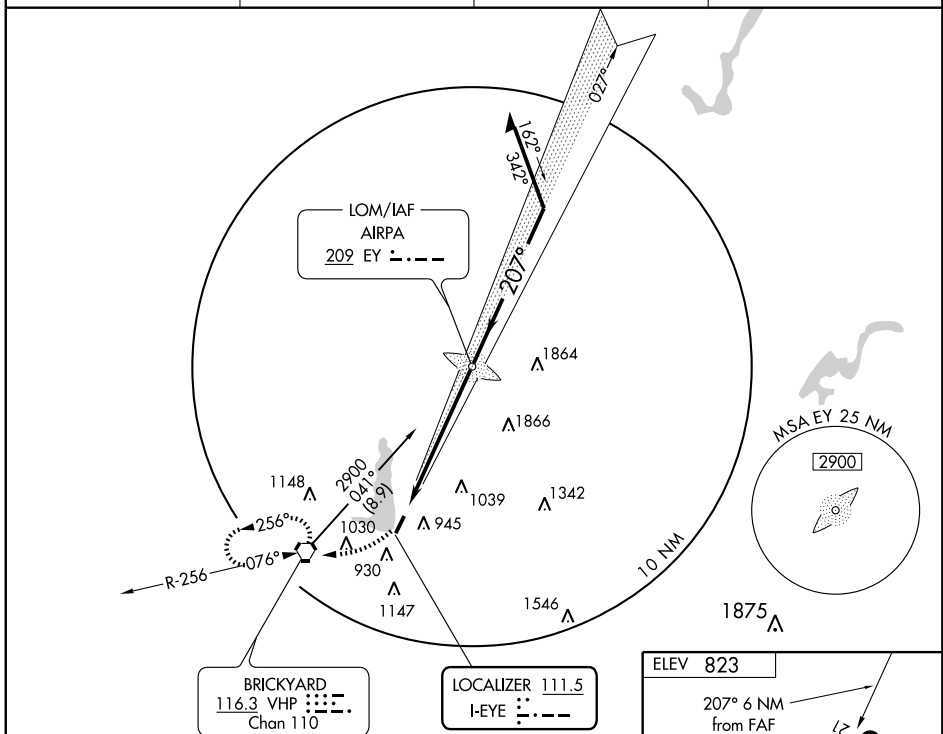 027°
162°
342°
LOM/IAF
AIRPA
209 EY
207°
1864
1866
MSA EY 25 NM
2900
2900
041°
(8.9)
1148
1039
1342
945
1030
256°
076°
R-256
930
1147
10 NM
1546
1875
BRICKYARD
116.3 VHP
Chan 110
LOCALIZER 111.5
I-EYE
ELEV 823
207° 6 NM
from FAF
21